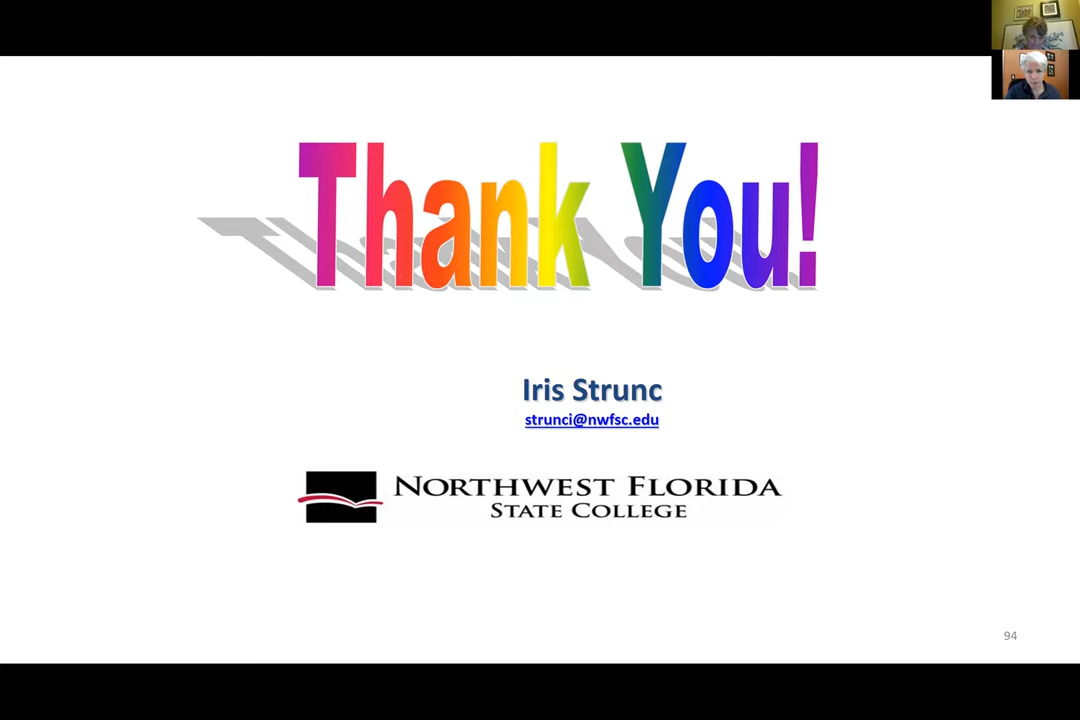 Thank You!
Iris Strunc
strunci@nwfsc.edu
NORTHWEST FLORIDA
STATE COLLEGE
94